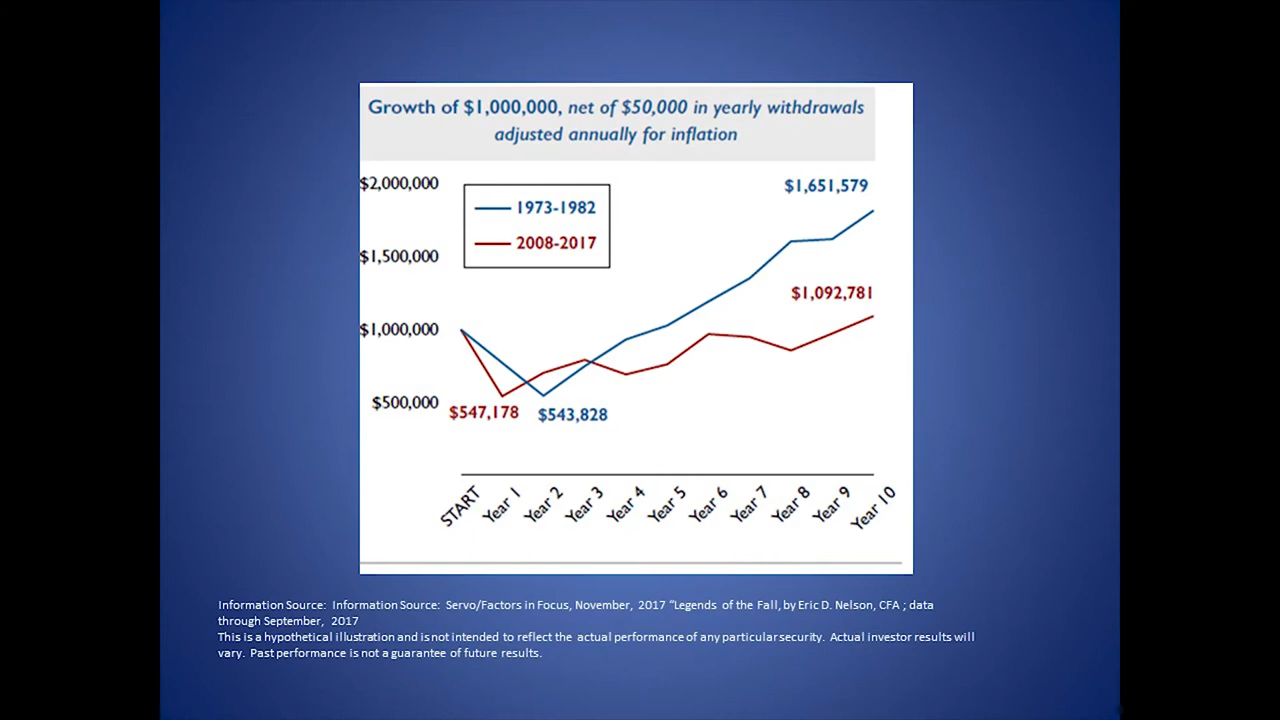 Growth of $1,000,000, net of $50,000 in yearly withdrawals
adjusted annually for inflation
$2,000,000
$1,651,579
1973-1982
2008-2017
$1,500,000
$1,092,781
$1,000,000
$500,000
$547,178
$543,828
START
Year 1
Year 2
Year 3
Year 4
Year 5
Year 6
Year 7
Year 8
Year 9
Year 10
Information Source: Information Source: Servo/Factors in Focus, November, 2017 “Legends of the Fall, by Eric D. Nelson, CFA ; data
through September, 2017
This is a hypothetical illustration and is not intended to reflect the actual performance of any particular security. Actual investor results will
vary. Past performance is not a guarantee of future results.